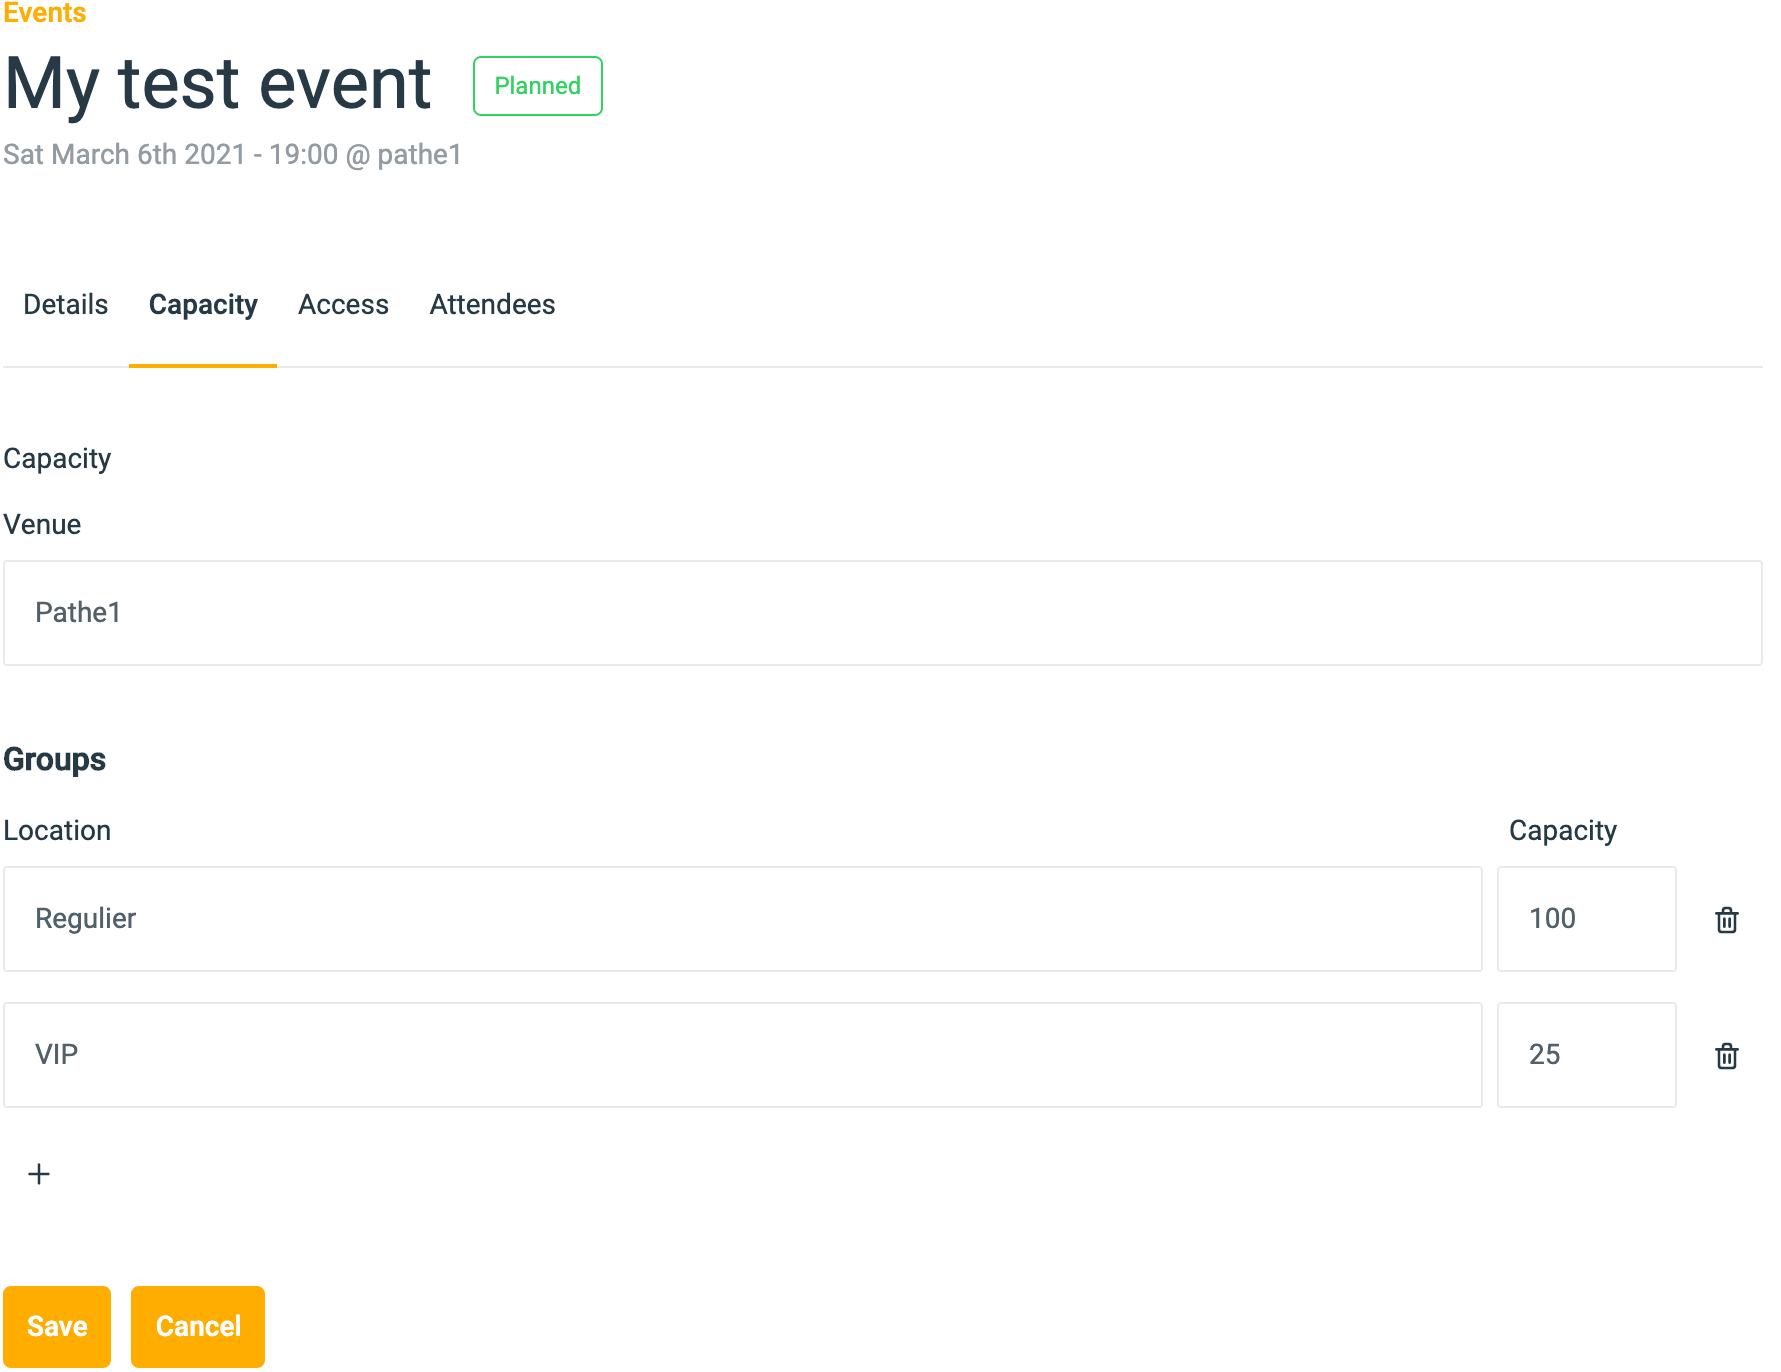 Events
My test event Planned
Sat March 6th 2021 - 19:00 @ pathe1
Details Capacity Access Attendees
Capacity
Venue
Pathe1
Groups
Location Capacity
Regulier 100
VIP 25
+
Save Cancel